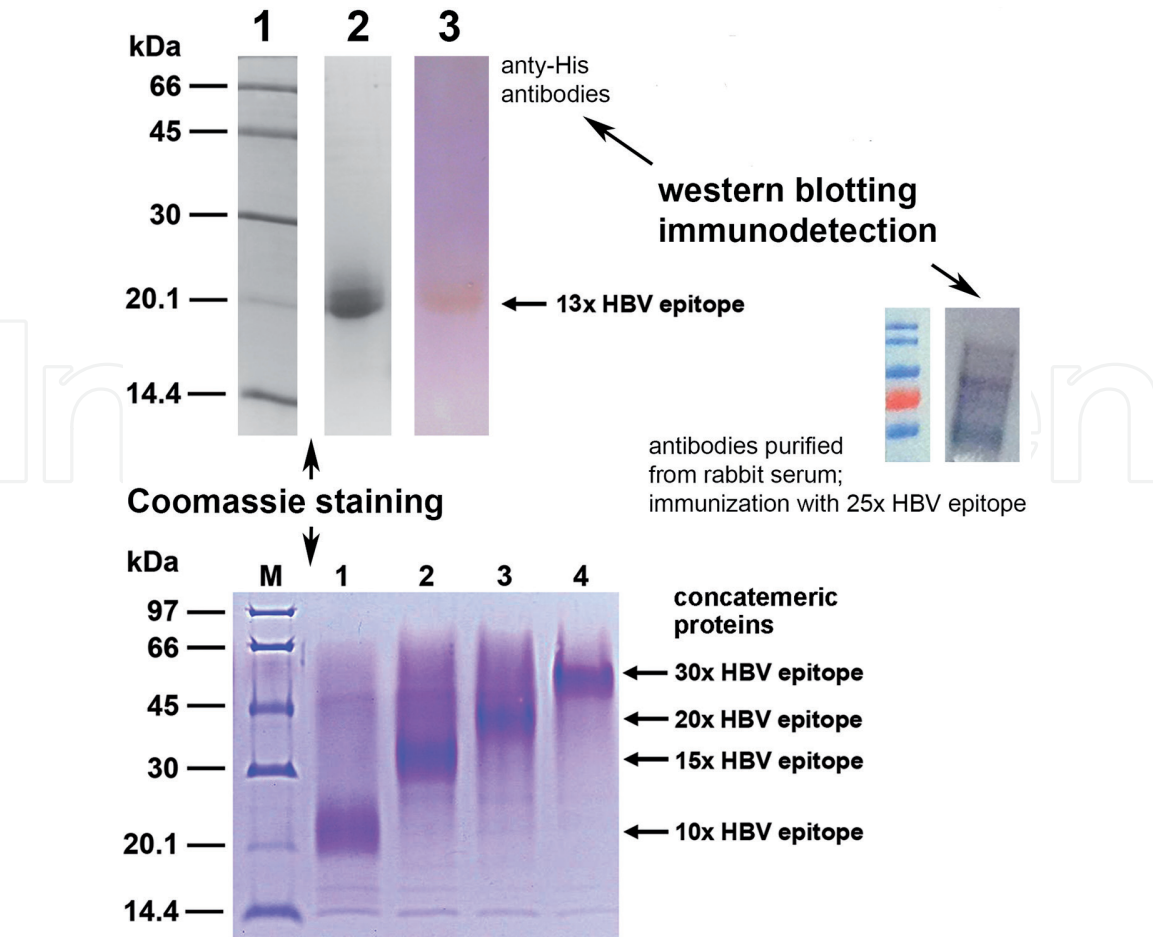 1 2 3
kDa
66
45
30
20.1
14.4
anty-His
antibodies
western blotting
immunodetection
13x HBV epitope
antibodies purified
from rabbit serum;
immunization with 25x HBV epitope
Coomassie staining
kDa
M 1 2 3 4
97
66
45
30
20.1
14.4
concatemeric
proteins
30x HBV epitope
20x HBV epitope
15x HBV epitope
10x HBV epitope